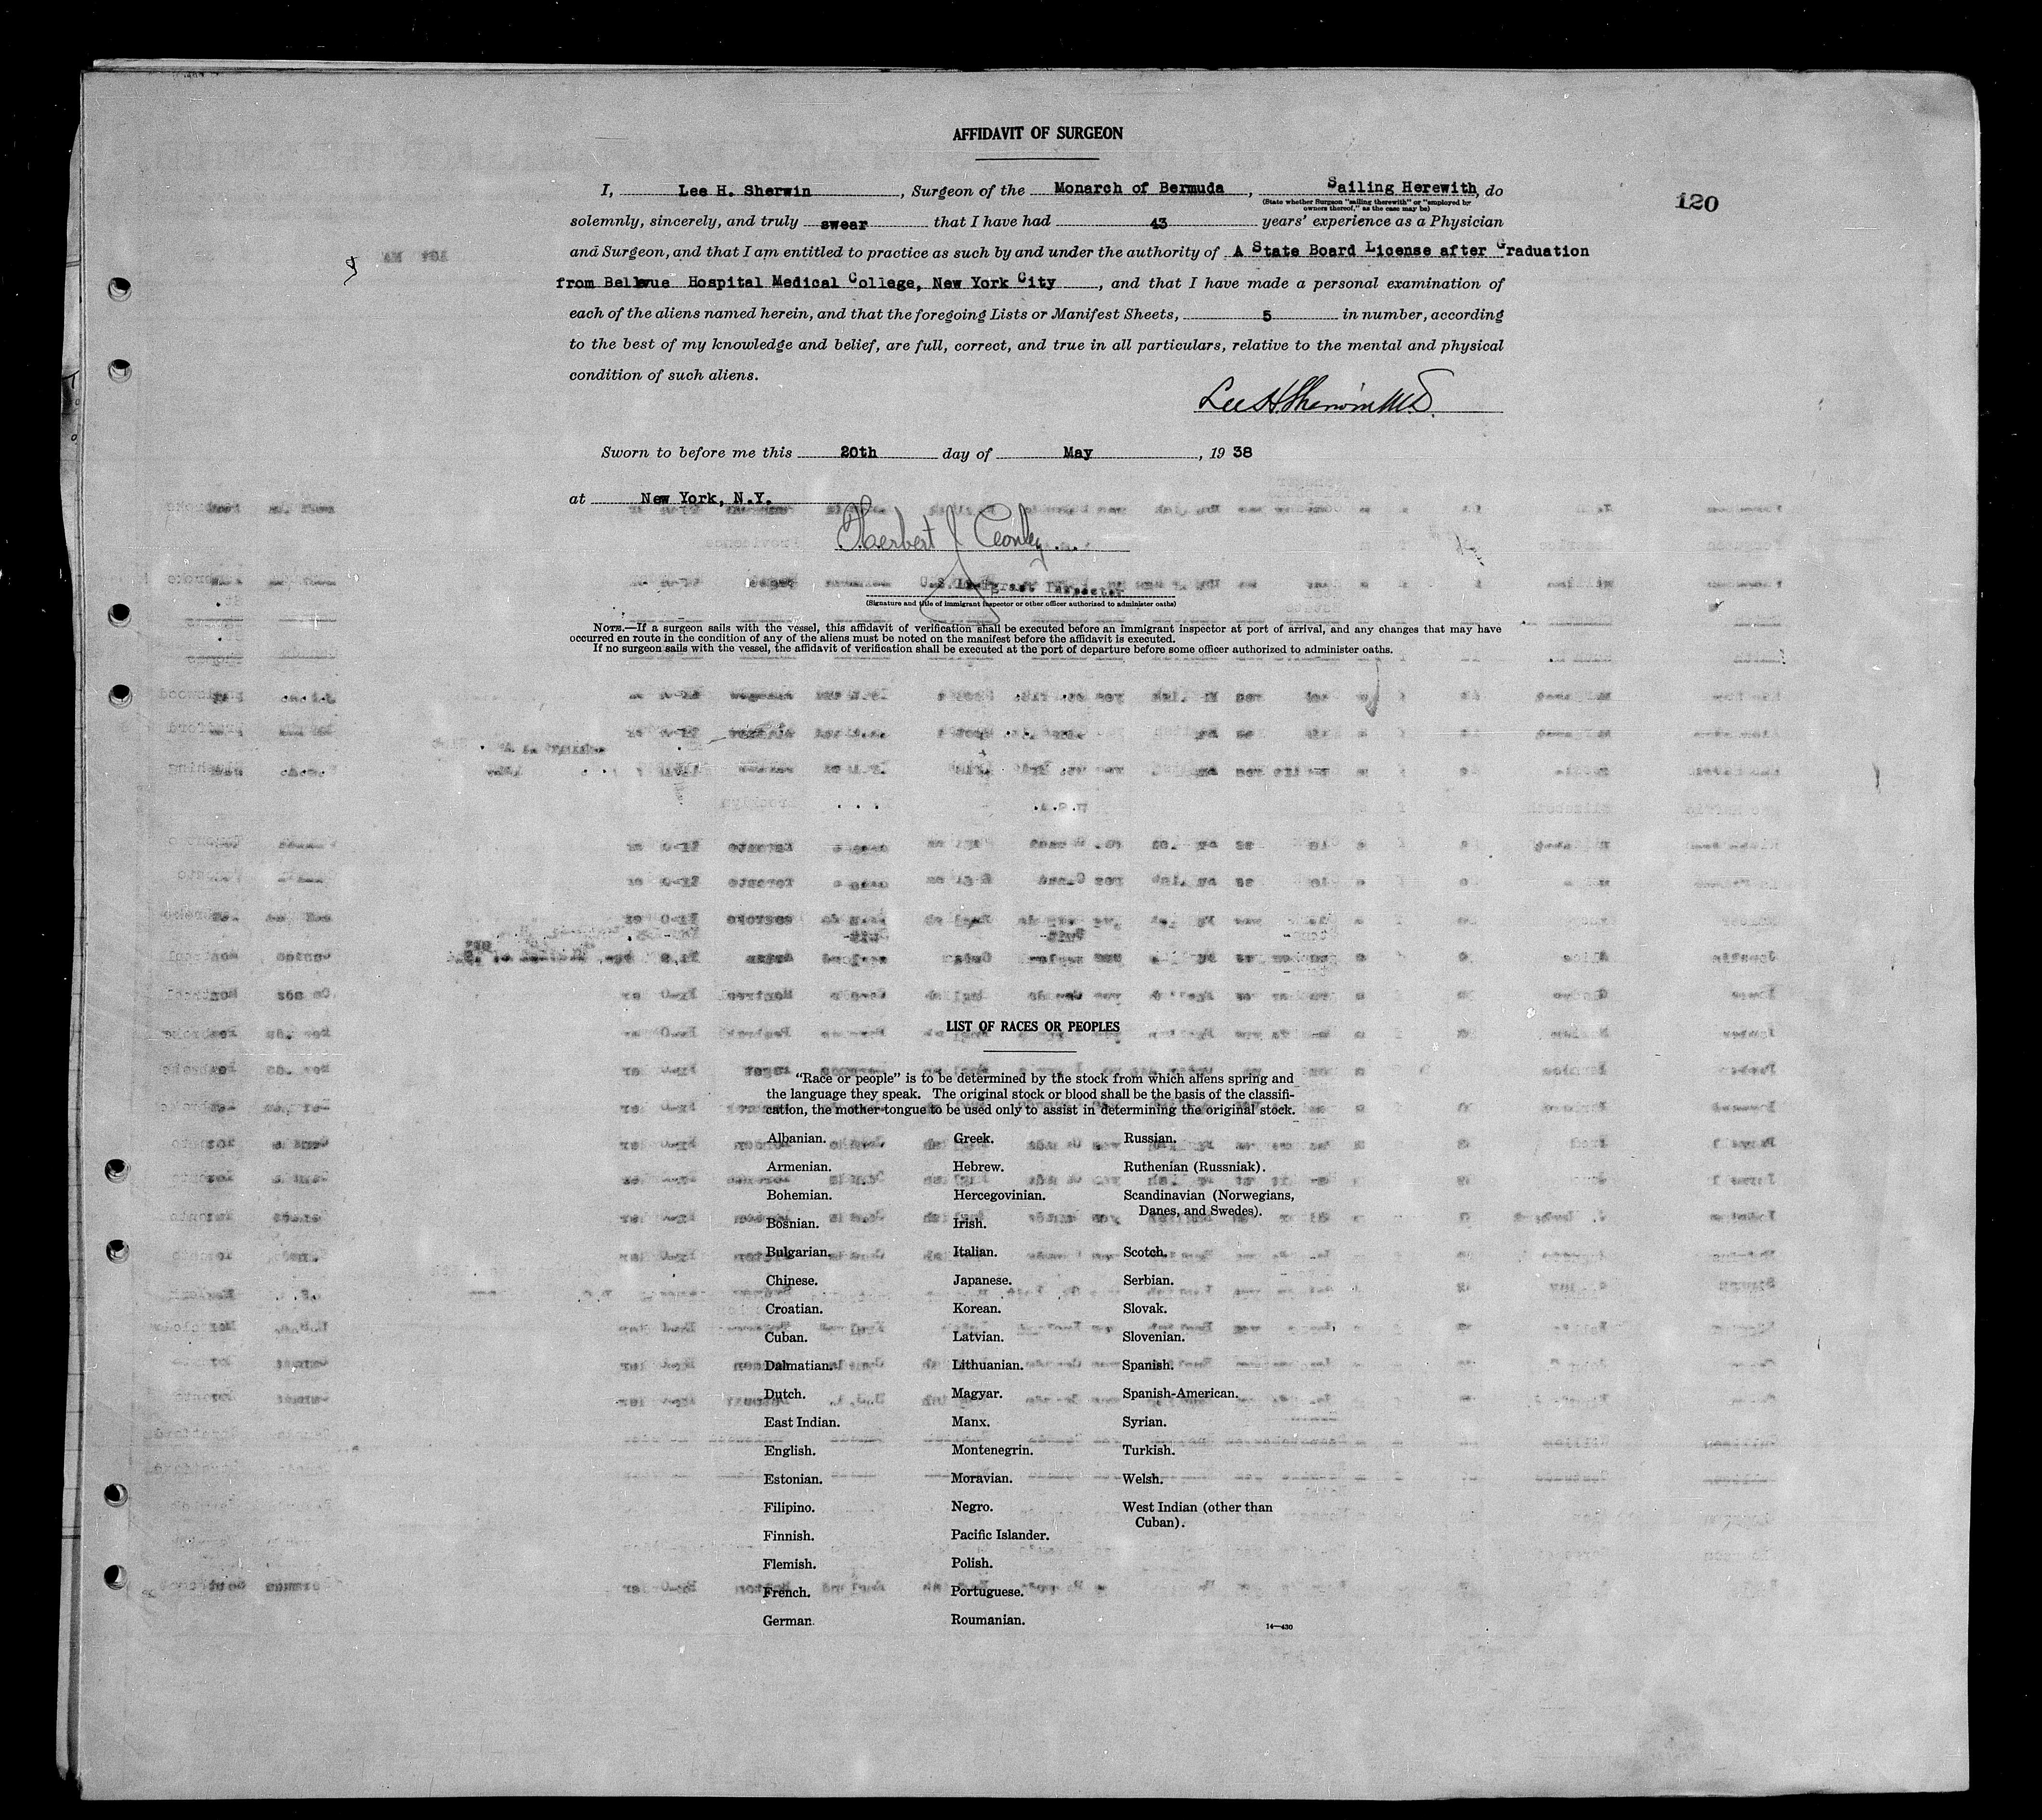 AFFIDAVIT OF SURGEON
I, Lee H. Sherwin, Surgeon of the Monarch of Bermuda, Sailing Herewith, do
(State whether Surgeon "sailing therewith" or "employed by
owners thereof," as the case may be)
120
solemnly, sincerely, and truly swear that I have had 43 years' experience as a Physician
and Surgeon, and that I am entitled to practice as such by and under the authority of A State Board License after Graduation
from Bellevue Hospital Medical College, New York City, and that I have made a personal examination of
each of the aliens named herein, and that the foregoing Lists or Manifest Sheets, 5 in number, according
to the best of my knowledge and belief, are full, correct, and true in all particulars, relative to the mental and physical
condition of such aliens.
Lee H Sherwin M.D.
Sworn to before me this 20th day of May, 1938
at New York, N.Y.
Herbert J
U.S. Immigrant Inspector
(Signature and title of immigrant inspector or other officer authorized to administer oaths)
NOTE.—If a surgeon sails with the vessel, this affidavit of verification shall be executed before an immigrant inspector at port of arrival, and any changes that may have
occurred en route in the condition of any of the aliens must be noted on the manifest before the affidavit is executed.
If no surgeon sails with the vessel, the affidavit of verification shall be executed at the port of departure before some officer authorized to administer oaths.
LIST OF RACES OR PEOPLES
"Race or people" is to be determined by the stock from which aliens spring and
the language they speak. The original stock or blood shall be the basis of the classifi-
cation, the mother tongue to be used only to assist in determining the original stock.
Albanian.
Armenian.
Bohemian.
Bosnian.
Bulgarian.
Chinese.
Croatian.
Cuban.
Dalmatian.
Dutch.
East Indian.
English.
Estonian.
Filipino.
Finnish.
Flemish.
French.
German.
Greek.
Hebrew.
Hercegovinian.
Irish.
Italian.
Japanese.
Korean.
Latvian.
Lithuanian.
Magyar.
Manx.
Montenegrin.
Moravian.
Negro.
Pacific Islander.
Polish.
Portuguese.
Roumanian.
Russian.
Ruthenian (Russniak).
Scandinavian (Norwegians,
Danes, and Swedes).
Scotch.
Serbian.
Slovak.
Slovenian.
Spanish.
Spanish-American.
Syrian.
Turkish.
Welsh.
West Indian (other than
Cuban).
14—430